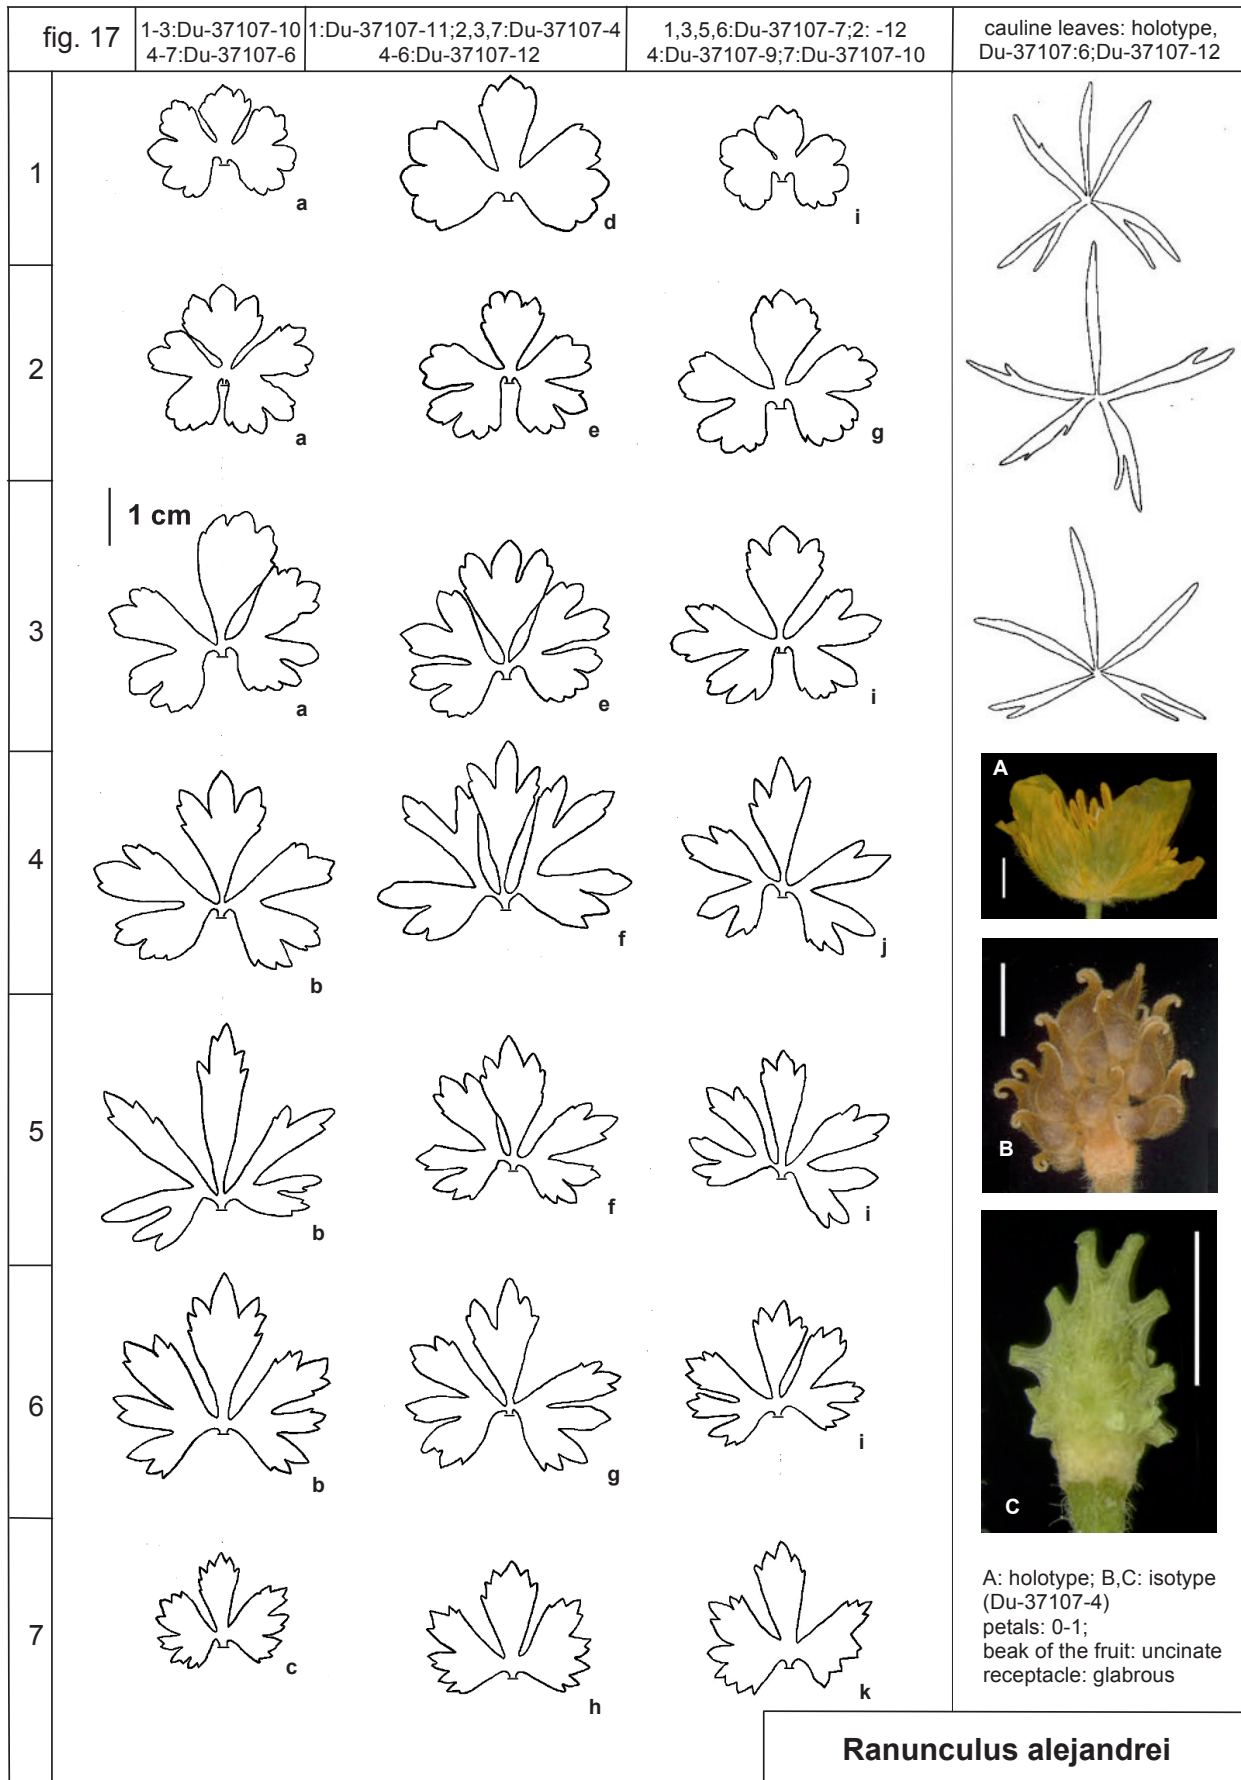 fig. 17
1-3:Du-37107-10
4-7:Du-37107-6
1:Du-37107-11;2,3,7:Du-37107-4
4-6:Du-37107-12
1,3,5,6:Du-37107-7;2: -12
4:Du-37107-9;7:Du-37107-10
cauline leaves: holotype,
Du-37107:6;Du-37107-12
1
a
d
i
2
a
e
g
1 cm
3
a
e
i
4
b
f
j
A
5
b
f
i
B
6
b
g
i
C
7
c
h
k
A: holotype; B,C: isotype
(Du-37107-4)
petals: 0-1;
beak of the fruit: uncinate
receptacle: glabrous
Ranunculus alejandrei